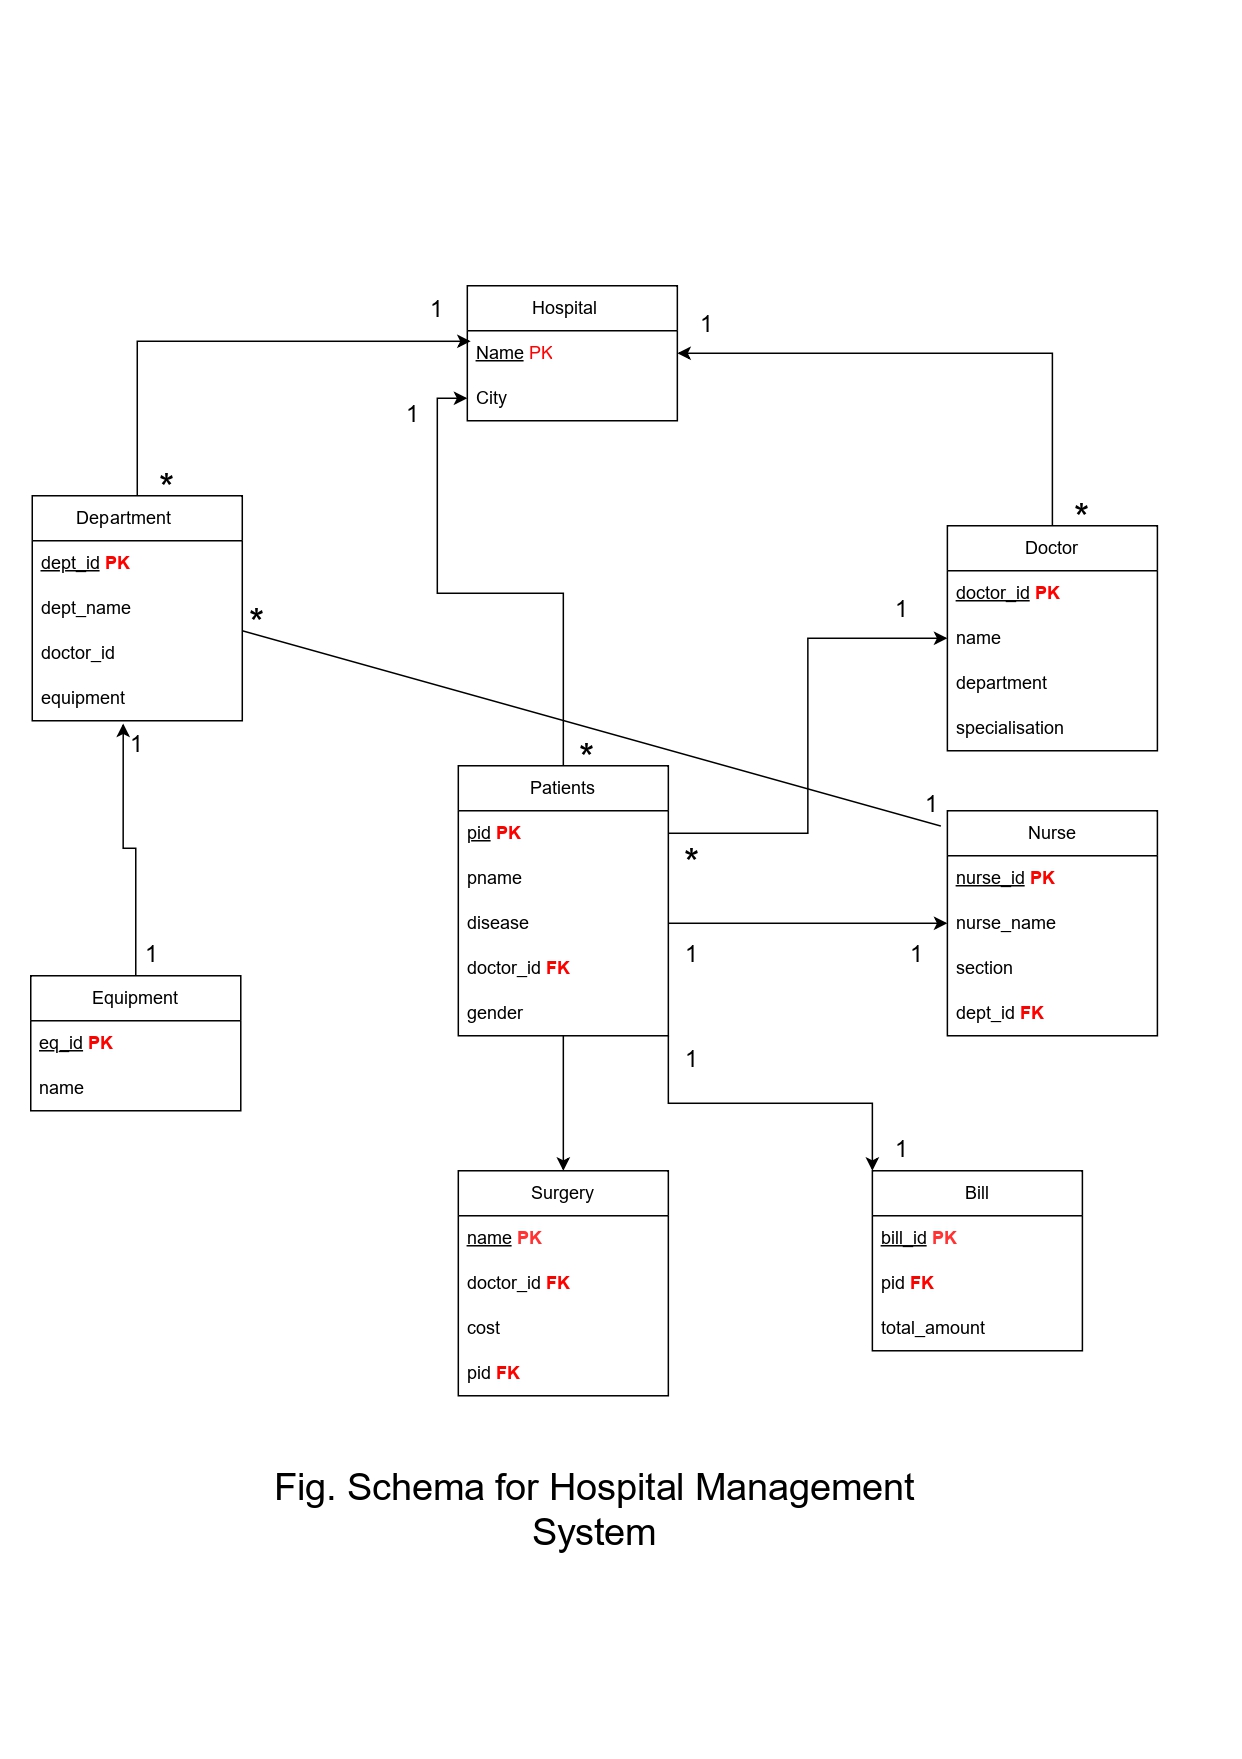 Hospital
Name PK
City
1
1
1
*
Department
dept_id PK
dept_name
doctor_id
equipment
*
1
*
Doctor
doctor_id PK
name
department
specialisation
1
*
Patients
pid PK
pname
disease
doctor_id FK
gender
*
1
1
1
1
Nurse
nurse_id PK
nurse_name
section
dept_id FK
1
Equipment
eq_id PK
name
1
Surgery
name PK
doctor_id FK
cost
pid FK
Bill
bill_id PK
pid FK
total_amount
Fig. Schema for Hospital Management
System